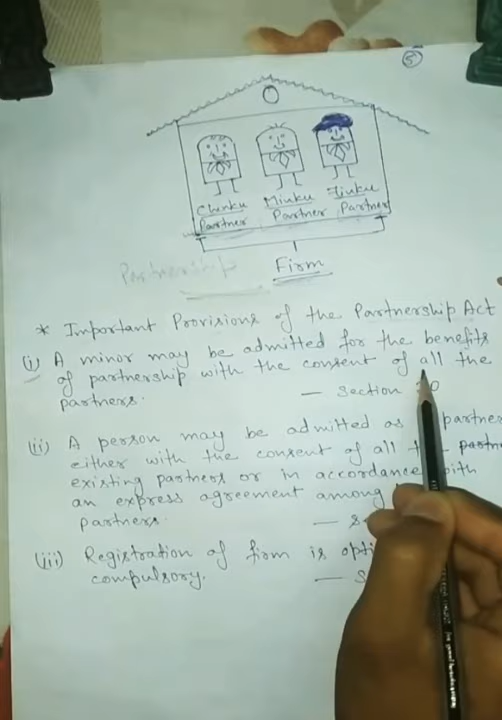 5
Chinku Minku Tinku
Partner Partner Partner
Partnership Firm
* Important Provisions of the Partnership Act
(i) A minor may be admitted for the benefits
of partnership with the consent of all the
partners. — Section
(ii) A person may be admitted as
either with the consent of all
existing partners or in accordance with
an express agreement among
partners. —
(iii) Registration of firm is
compulsory. —